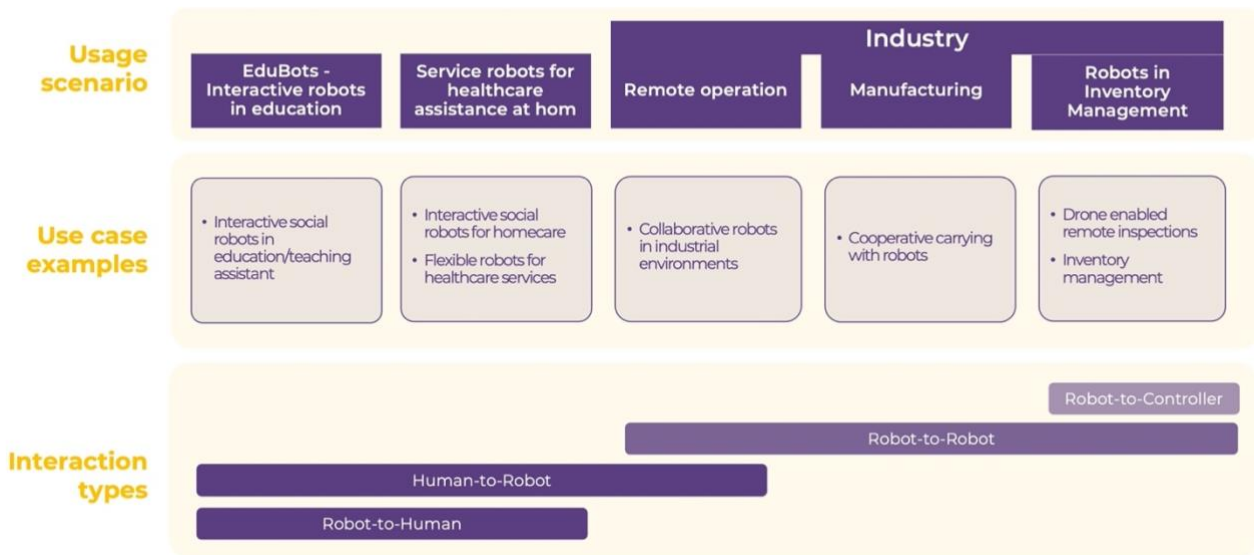 Usage
scenario
Industry
EduBots -
Interactive robots
in education
Service robots for
healthcare
assistance at hom
Remote operation
Manufacturing
Robots in
Inventory
Management
Use case
examples
• Interactive social
robots in
education/teaching
assistant
• Interactive social
robots for homecare
• Flexible robots for
healthcare services
• Collaborative robots
in industrial
environments
• Cooperative carrying
with robots
• Drone enabled
remote inspections
• Inventory
management
Interaction
types
Robot-to-Controller
Robot-to-Robot
Human-to-Robot
Robot-to-Human